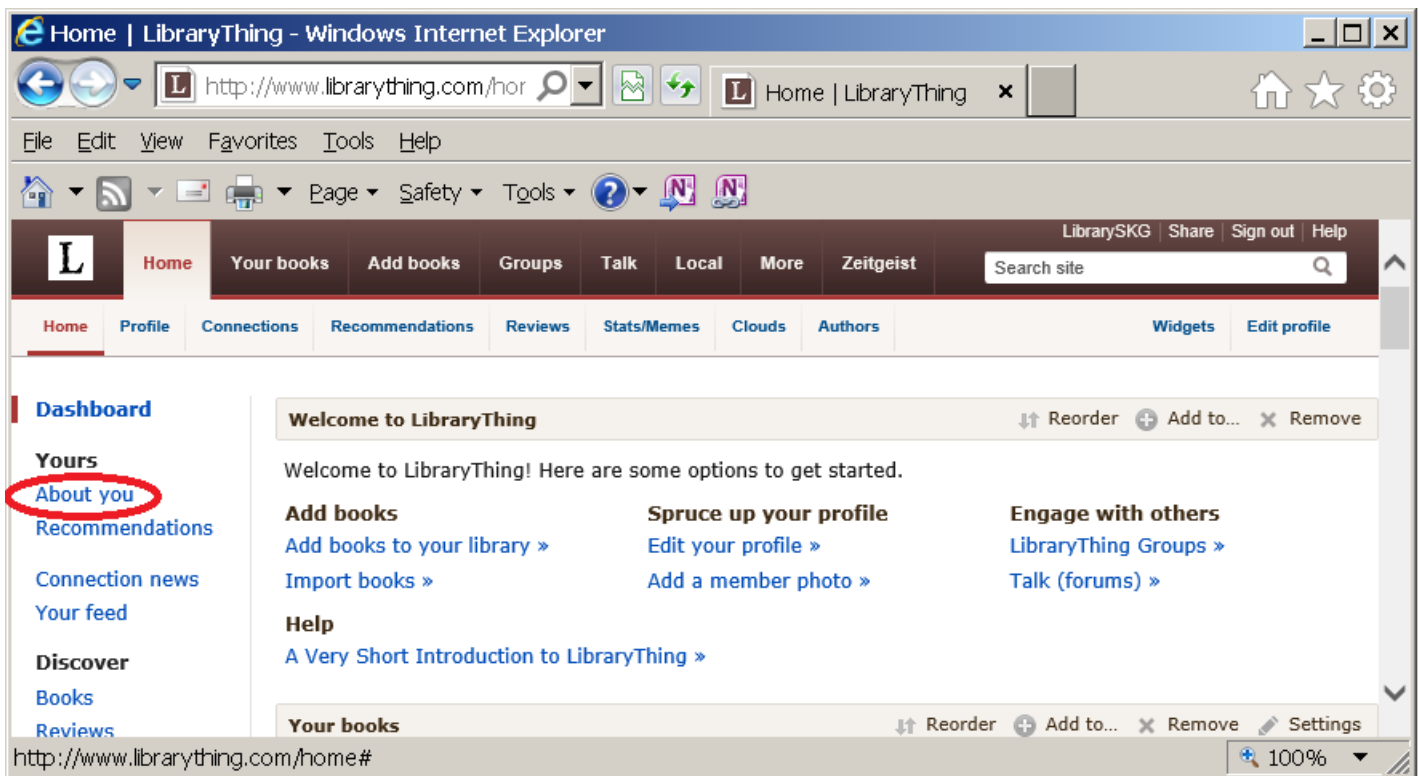 Home | LibraryThing - Windows Internet Explorer
L http://www.librarything.com/hor L Home | LibraryThing
File Edit View Favorites Tools Help
Page Safety Tools ? N N
LibrarySKG | Share | Sign out | Help
L Home Your books Add books Groups Talk Local More Zeitgeist Search site
Home Profile Connections Recommendations Reviews Stats/Memes Clouds Authors Widgets Edit profile
Dashboard
Yours
About you
Recommendations
Connection news
Your feed
Discover
Books
Reviews
Welcome to LibraryThing Reorder Add to... Remove
Welcome to LibraryThing! Here are some options to get started.
Add books Spruce up your profile Engage with others
Add books to your library » Edit your profile » LibraryThing Groups »
Import books » Add a member photo » Talk (forums) »
Help
A Very Short Introduction to LibraryThing »
Your books Reorder Add to... Remove Settings
http://www.librarything.com/home# 100%